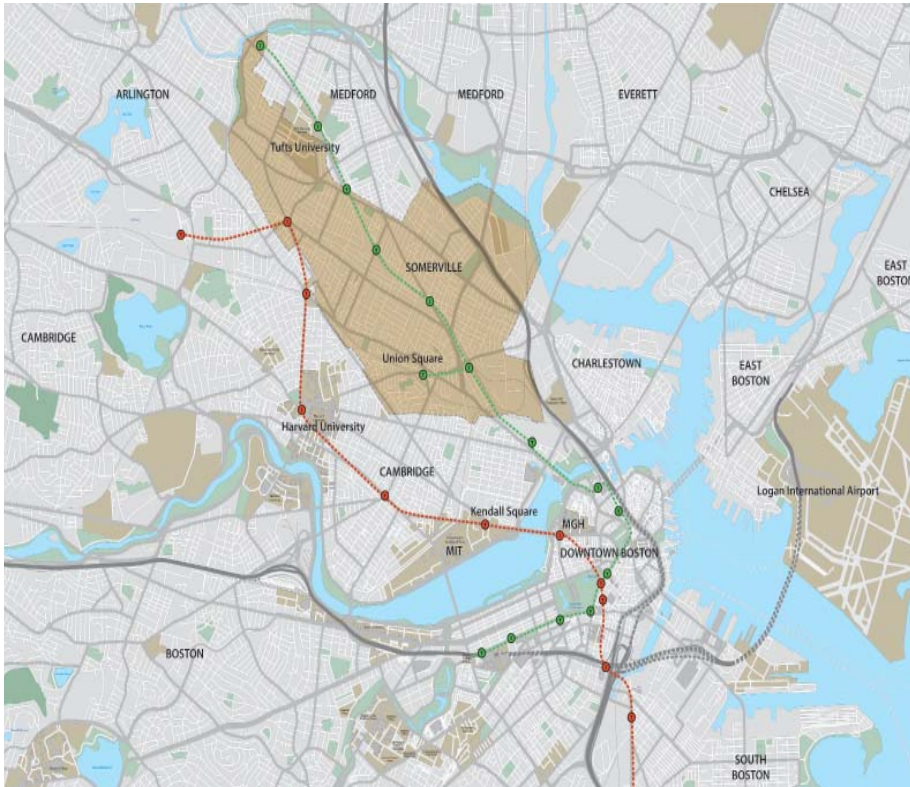 ARLINGTON
MEDFORD
MEDFORD
EVERETT
Tufts University
CHELSEA
SOMERVILLE
EAST
BOSTON
CAMBRIDGE
Union Square
CHARLESTOWN
EAST
BOSTON
Harvard University
CAMBRIDGE
Logan International Airport
Kendall Square
MGH
MIT
DOWNTOWN BOSTON
BOSTON
SOUTH
BOSTON